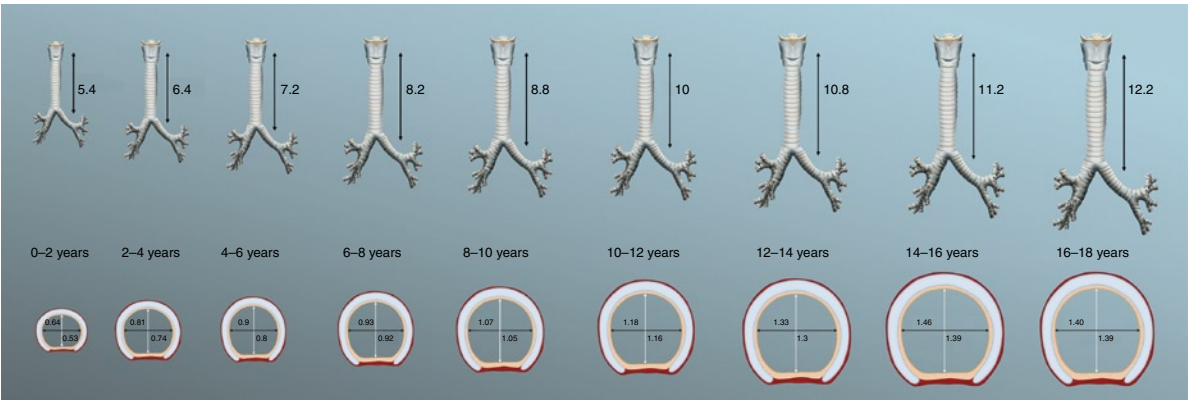 5.4 6.4 7.2 8.2 8.8 10 10.8 11.2 12.2
0–2 years 2–4 years 4–6 years 6–8 years 8–10 years 10–12 years 12–14 years 14–16 years 16–18 years
0.64 0.81 0.9 0.93 1.07 1.18 1.33 1.46 1.40
0.53 0.74 0.8 0.92 1.05 1.16 1.3 1.39 1.39